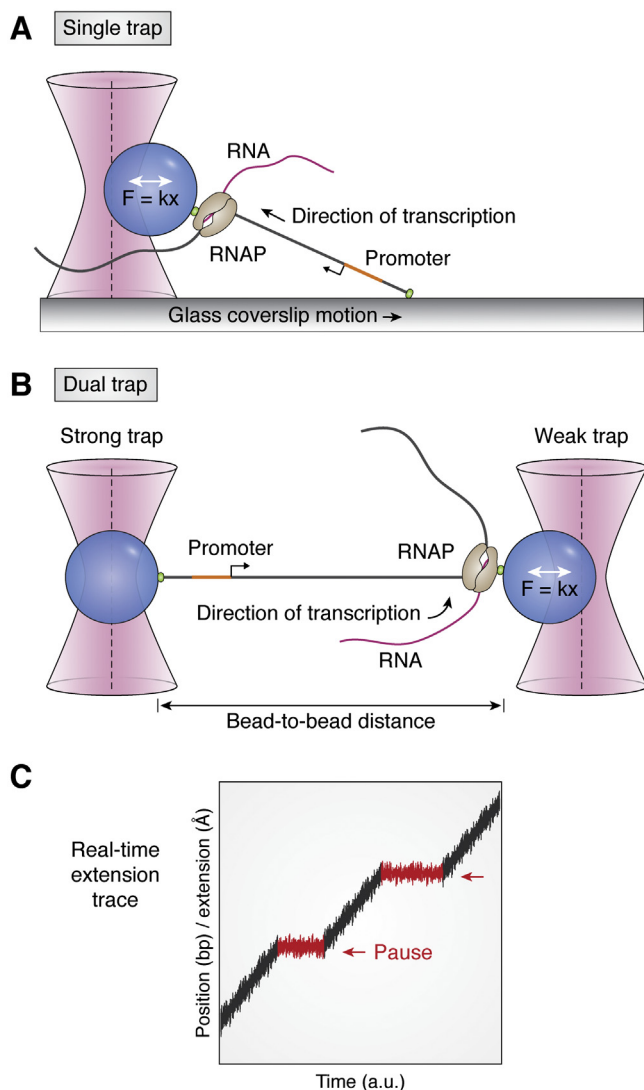 A
Single trap
RNA
F = kx
Direction of transcription
RNAP
Promoter
Glass coverslip motion
B
Dual trap
Strong trap
Weak trap
Promoter
RNAP
F = kx
Direction of transcription
RNA
Bead-to-bead distance
C
Real-time
extension
trace
Position (bp) / extension (Å)
Pause
Time (a.u.)